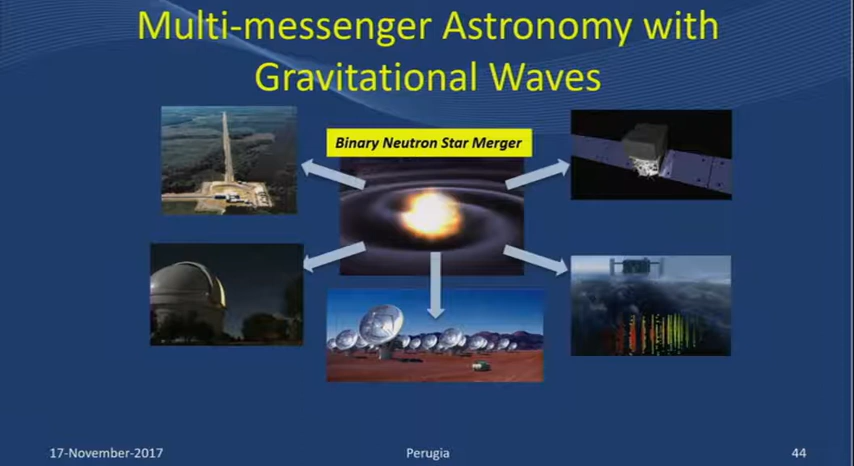 Multi-messenger Astronomy with
Gravitational Waves
Binary Neutron Star Merger
17-November-2017
Perugia
44